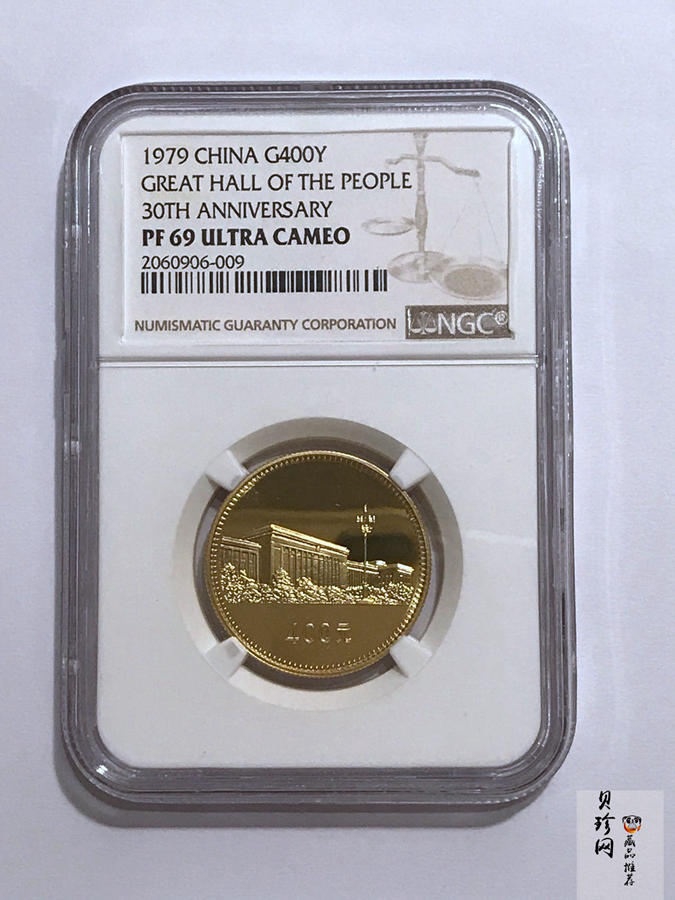 1979 CHINA G400Y
GREAT HALL OF THE PEOPLE
30TH ANNIVERSARY
PF 69 ULTRA CAMEO
2060906-009
NUMISMATIC GUARANTY CORPORATION
NGC®
400元
贝珍网
藏品
推荐